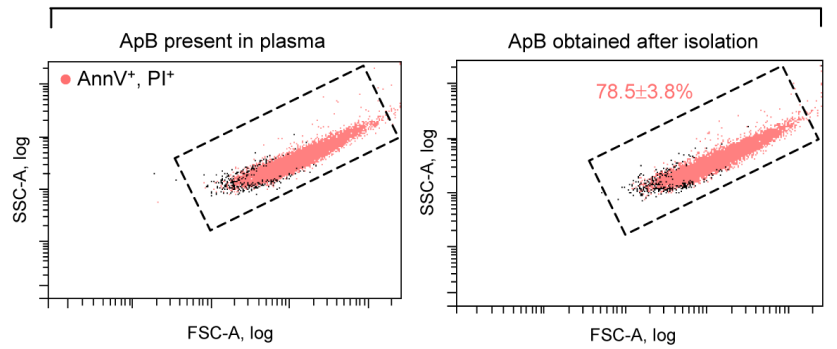 ApB present in plasma
AnnV⁺, PI⁺
SSC-A, log
FSC-A, log
ApB obtained after isolation
78.5±3.8%
SSC-A, log
FSC-A, log